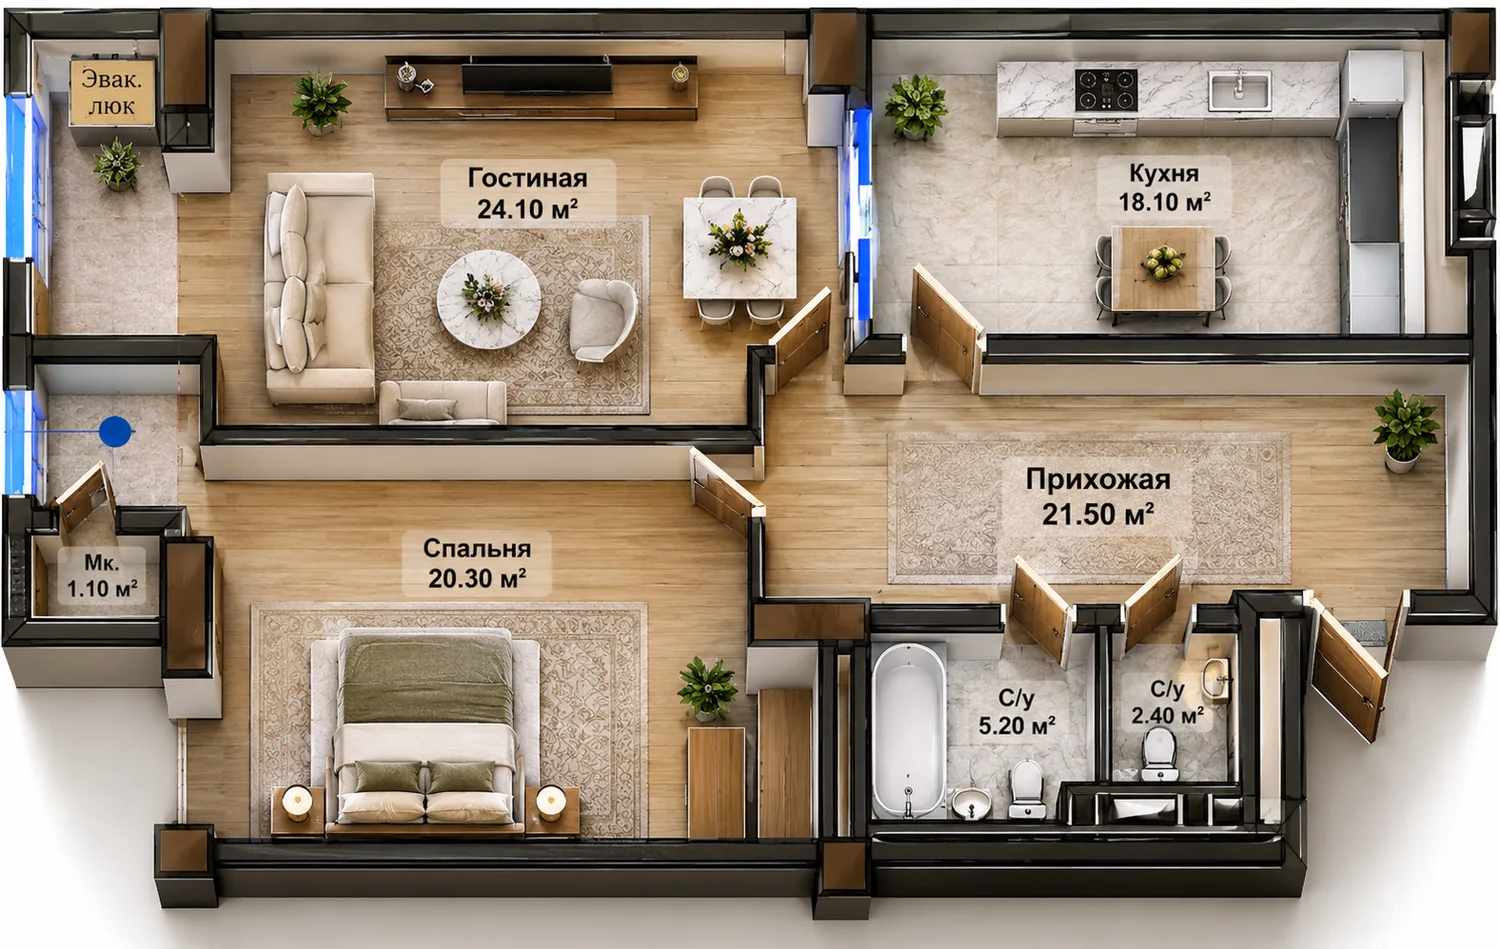 Эвак.
люк
Гостиная
24.10 м²
Кухня
18.10 м²
Прихожая
21.50 м²
Спальня
20.30 м²
Мк.
1.10 м²
С/у
5.20 м²
С/у
2.40 м²